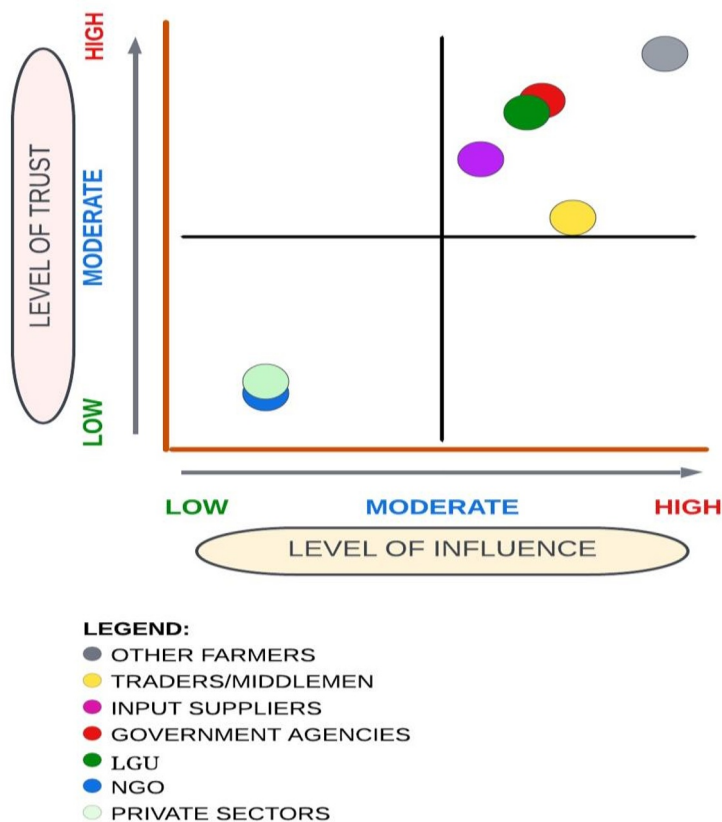 HIGH
LEVEL OF TRUST
MODERATE
LOW
LOW MODERATE HIGH
LEVEL OF INFLUENCE
LEGEND:
OTHER FARMERS
TRADERS/MIDDLEMEN
INPUT SUPPLIERS
GOVERNMENT AGENCIES
LGU
NGO
PRIVATE SECTORS